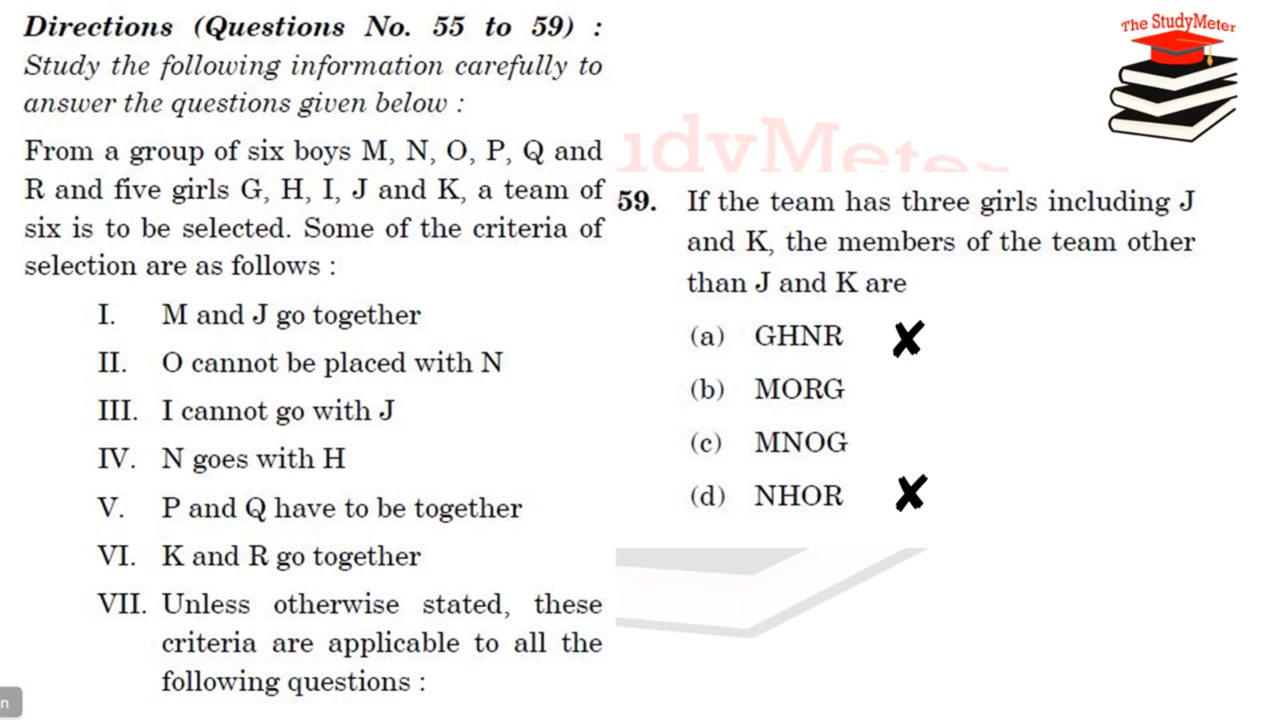 The StudyMeter
Directions (Questions No. 55 to 59) :
Study the following information carefully to
answer the questions given below :
From a group of six boys M, N, O, P, Q and
R and five girls G, H, I, J and K, a team of
six is to be selected. Some of the criteria of
selection are as follows :
I. M and J go together
II. O cannot be placed with N
III. I cannot go with J
IV. N goes with H
V. P and Q have to be together
VI. K and R go together
VII. Unless otherwise stated, these
criteria are applicable to all the
following questions :
udyMeter
59. If the team has three girls including J
and K, the members of the team other
than J and K are
(a) GHNR ✘
(b) MORG
(c) MNOG
(d) NHOR ✘
n